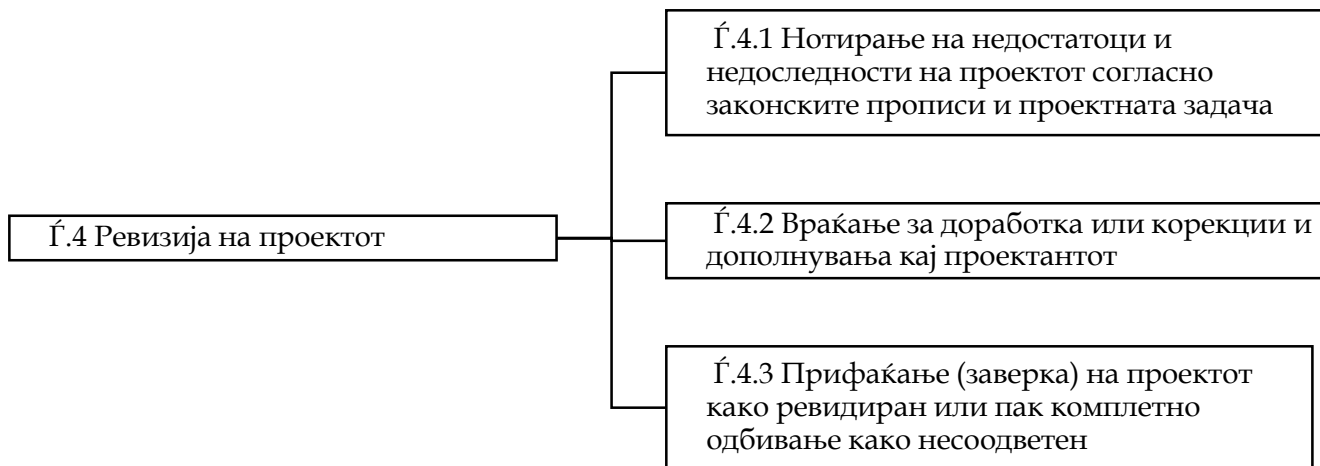 Ѓ.4.1 Нотирање на недостатоци и
недоследности на проектот согласно
законските прописи и проектната задача
Ѓ.4 Ревизија на проектот
Ѓ.4.2 Враќање за доработка или корекции и
дополнувања кај проектантот
Ѓ.4.3 Прифаќање (заверка) на проектот
како ревидиран или пак комплетно
одбивање како несоодветен